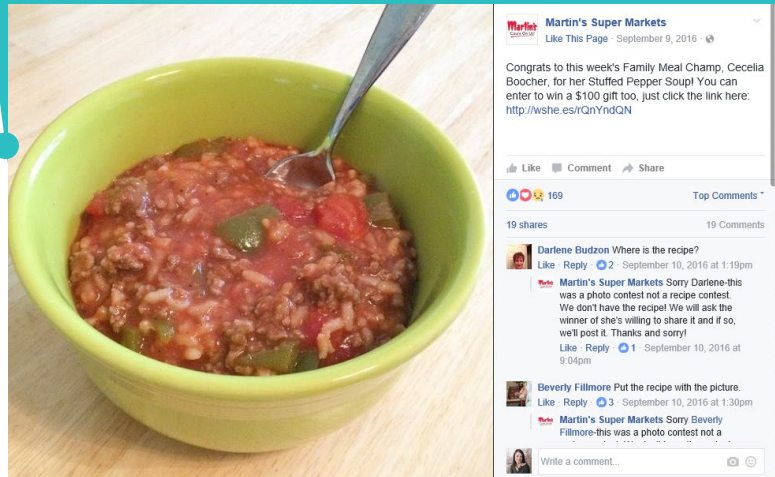 Martin's Super Markets
Like This Page · September 9, 2016 ·
Congrats to this week's Family Meal Champ, Cecelia
Boocher, for her Stuffed Pepper Soup! You can
enter to win a $100 gift too, just click the link here:
http://wshe.es/rQnYndQN
Like Comment Share
169 Top Comments
19 shares 19 Comments
Darlene Budzon Where is the recipe?
Like · Reply · 2 · September 10, 2016 at 1:19pm
Martin's Super Markets Sorry Darlene-this
was a photo contest not a recipe contest.
We don't have the recipe! We will ask the
winner of she's willing to share it and if so,
we'll post it. Thanks and sorry!
Like · Reply · 1 · September 10, 2016 at
9:04pm
Beverly Fillmore Put the recipe with the picture.
Like · Reply · 3 · September 10, 2016 at 1:30pm
Martin's Super Markets Sorry Beverly
Fillmore-this was a photo contest not a
Write a comment...